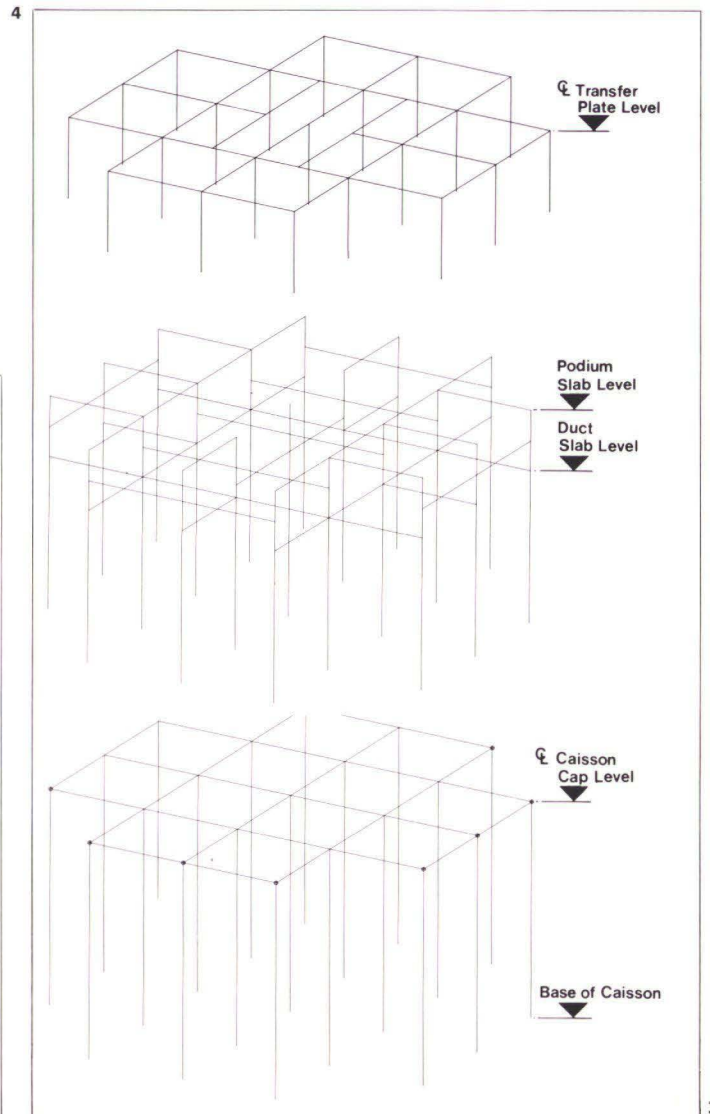 4
℄ Transfer
Plate Level
Podium
Slab Level
Duct
Slab Level
℄ Caisson
Cap Level
Base of Caisson